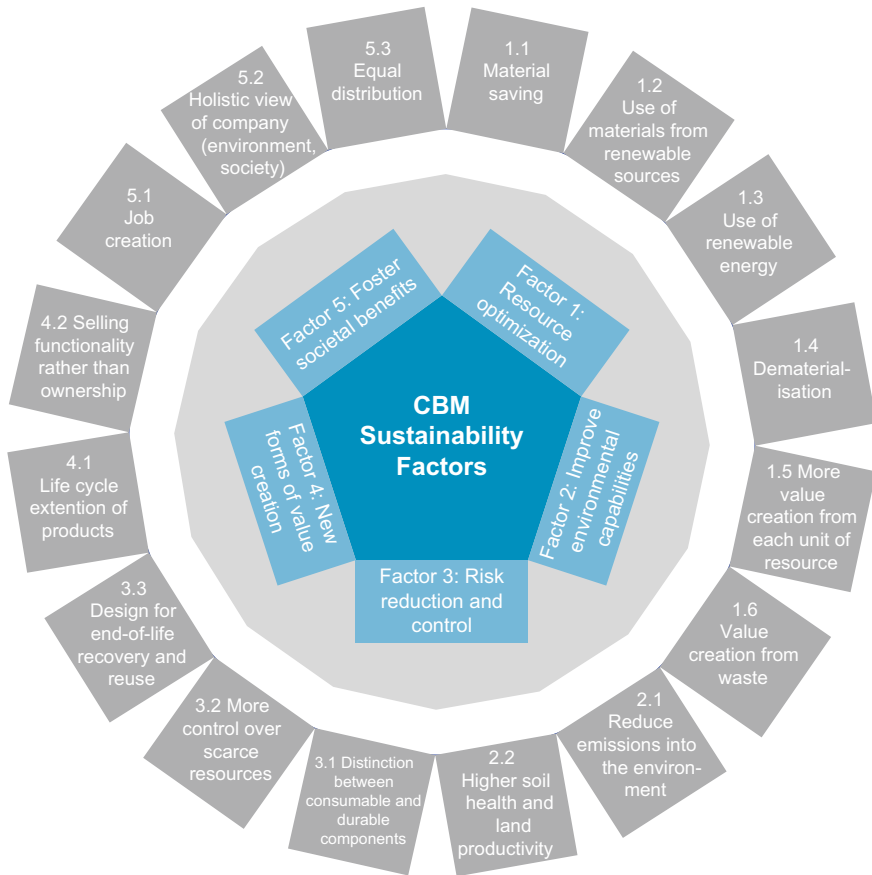 CBM
Sustainability
Factors
Factor 1:
Resource
optimization
Factor 2: Improve
environmental
capabilities
Factor 3: Risk
reduction and
control
Factor 4: New
forms of value
creation
Factor 5: Foster
societal benefits
1.1
Material
saving
1.2
Use of
materials from
renewable
sources
1.3
Use of
renewable
energy
1.4
Dematerial-
isation
1.5 More
value
creation from
each unit of
resource
1.6
Value
creation from
waste
2.1
Reduce
emissions into
the environ-
ment
2.2
Higher soil
health and
land
productivity
3.1 Distinction
between
consumable and
durable
components
3.2 More
control over
scarce
resources
3.3
Design for
end-of-life
recovery and
reuse
4.1
Life cycle
extention of
products
4.2 Selling
functionality
rather than
ownership
5.1
Job
creation
5.2
Holistic view
of company
(environment,
society)
5.3
Equal
distribution